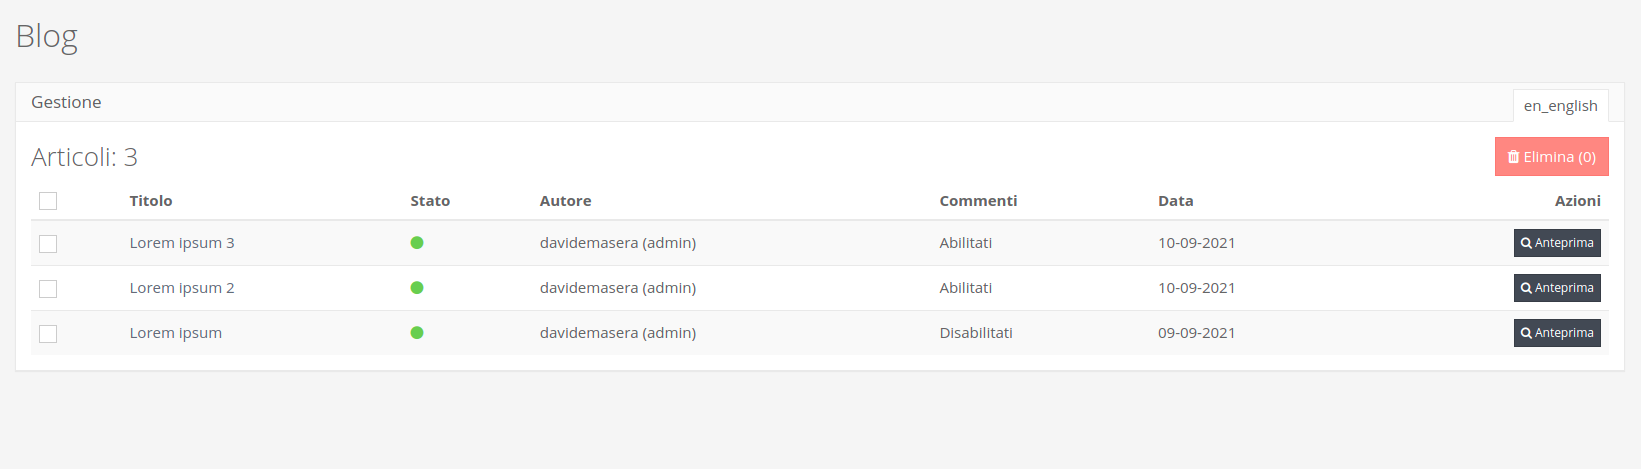 Blog
Gestione en_english
Articoli: 3 Elimina (0)
Titolo Stato Autore Commenti Data Azioni
Lorem ipsum 3 davidemasera (admin) Abilitati 10-09-2021 Anteprima
Lorem ipsum 2 davidemasera (admin) Abilitati 10-09-2021 Anteprima
Lorem ipsum davidemasera (admin) Disabilitati 09-09-2021 Anteprima